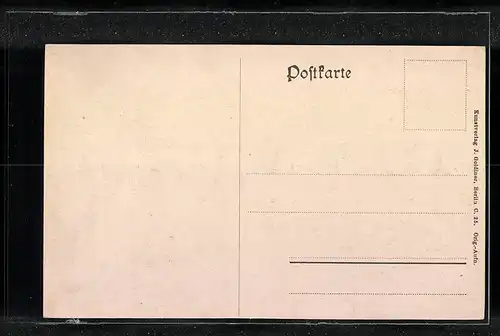 Postkarte
Kunstverlag J. Goldiner, Berlin C. 25. Orig.-Aufn.